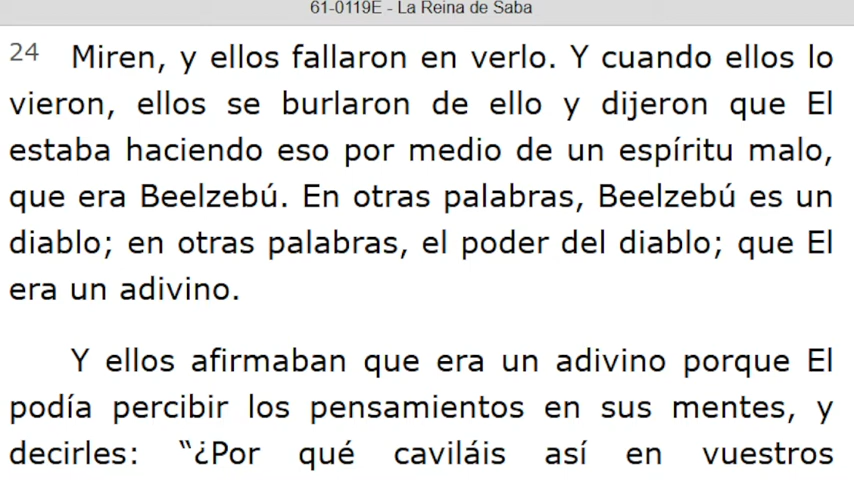 61-0119E - La Reina de Saba
24 Miren, y ellos fallaron en verlo. Y cuando ellos lo
vieron, ellos se burlaron de ello y dijeron que El
estaba haciendo eso por medio de un espíritu malo,
que era Beelzebú. En otras palabras, Beelzebú es un
diablo; en otras palabras, el poder del diablo; que El
era un adivino.
Y ellos afirmaban que era un adivino porque El
podía percibir los pensamientos en sus mentes, y
decirles: “¿Por qué caviláis así en vuestros